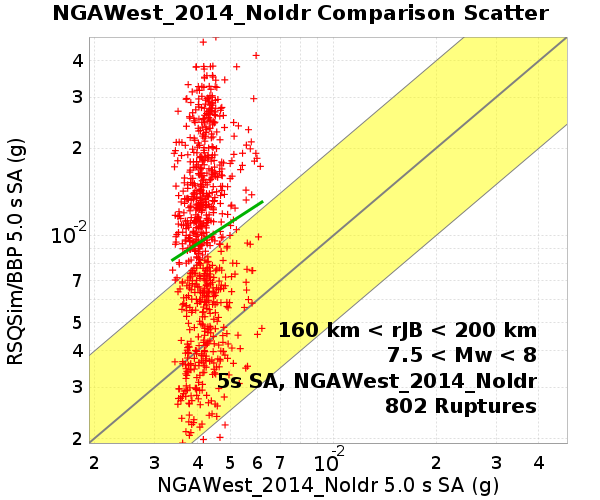 NGAWest_2014_NoIdr Comparison Scatter
RSQSim/BBP 5.0 s SA (g)
4
3
2
10-2
7
5
4
3
2
160 km < rJB < 200 km
7.5 < Mw < 8
5s SA, NGAWest_2014_NoIdr
802 Ruptures
2 3 4 5 6 7 10-2 2 3 4
NGAWest_2014_NoIdr 5.0 s SA (g)